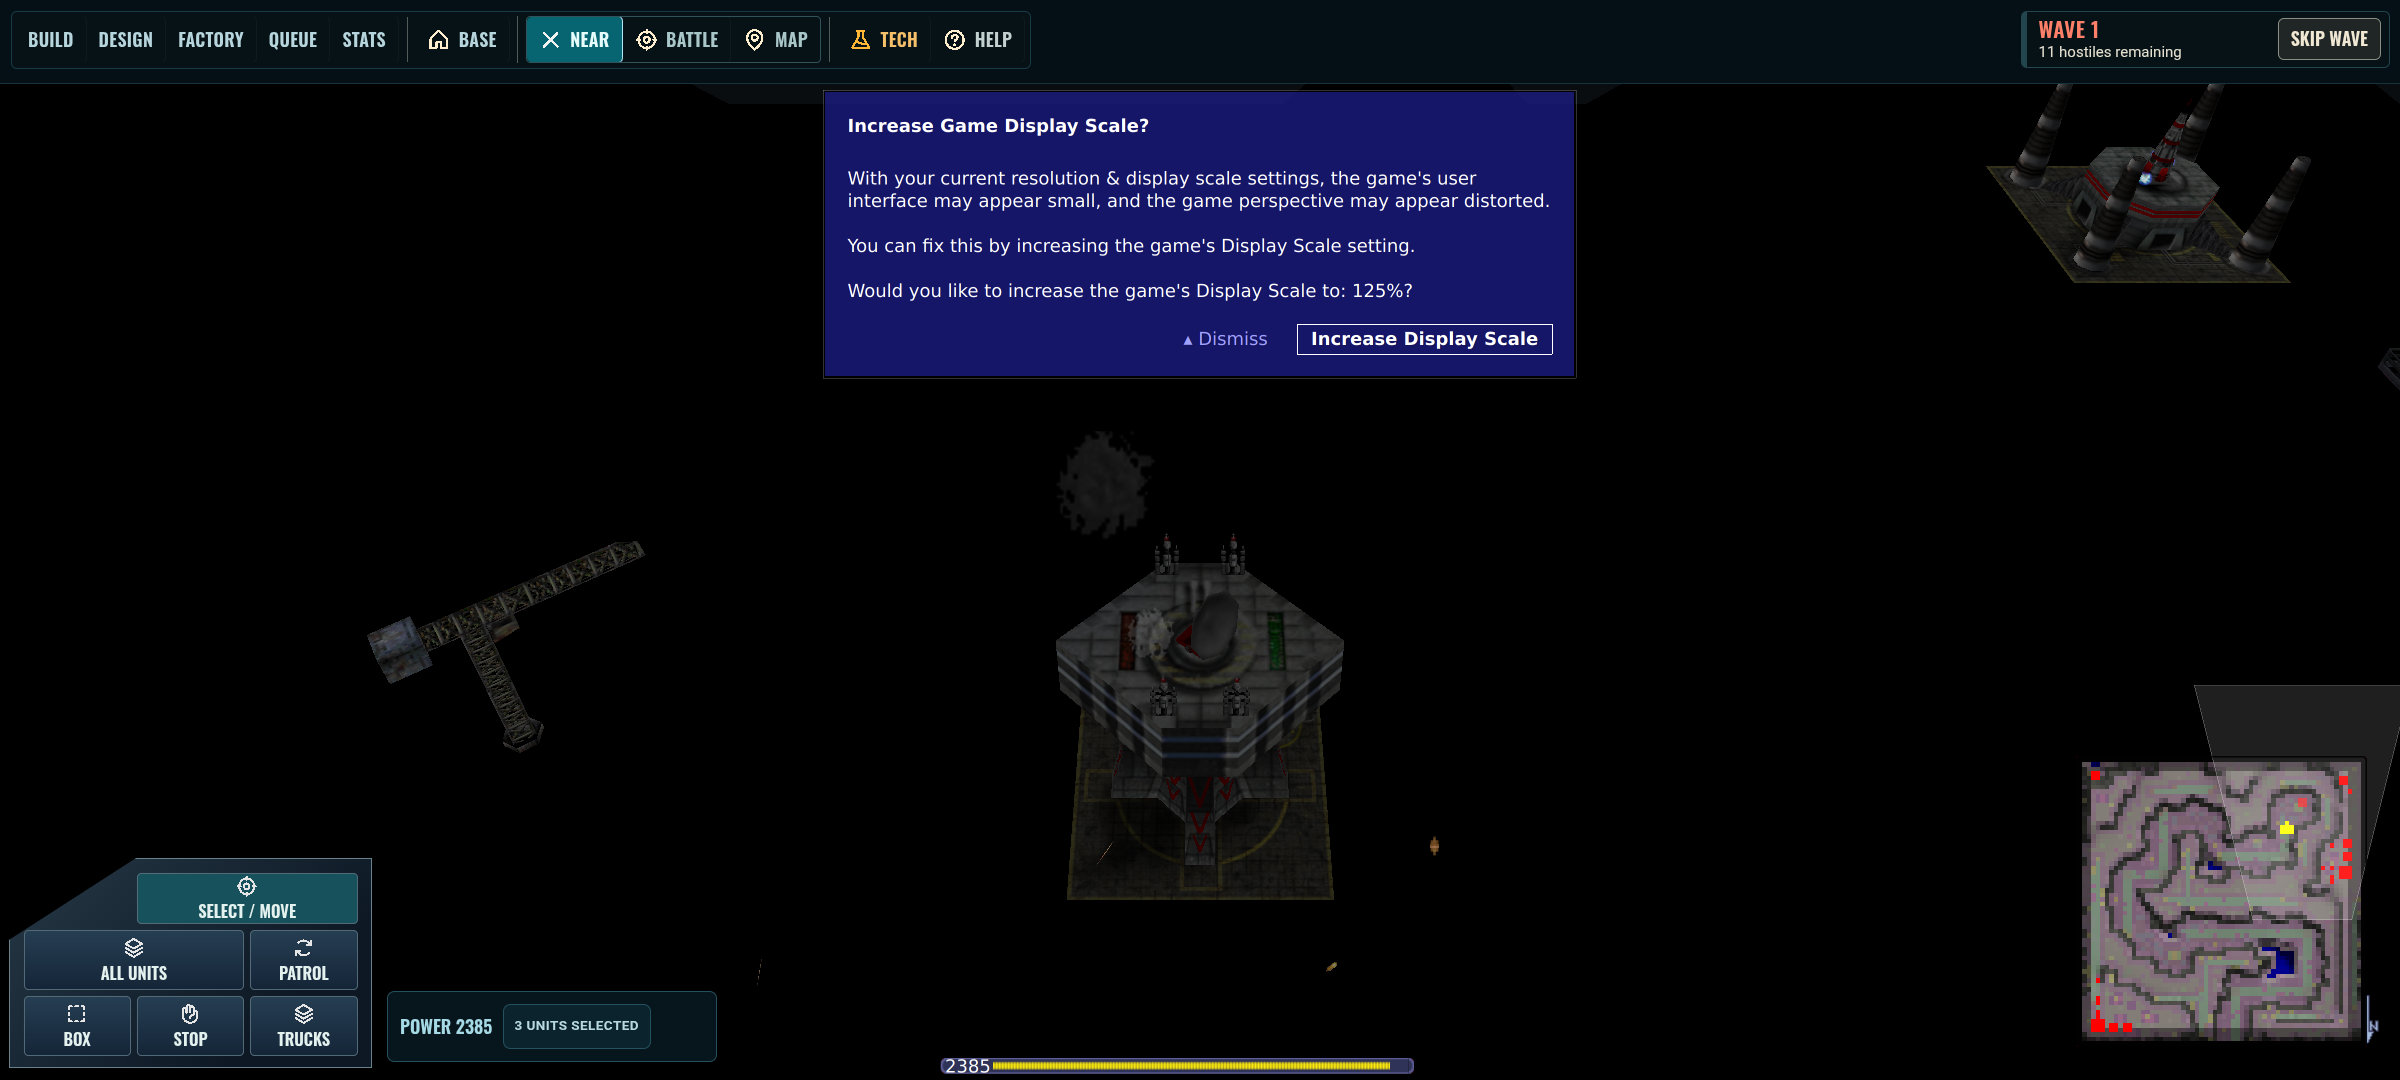 BUILD DESIGN FACTORY QUEUE STATS BASE NEAR BATTLE MAP TECH HELP
WAVE 1
11 hostiles remaining
SKIP WAVE
Increase Game Display Scale?
With your current resolution & display scale settings, the game's user
interface may appear small, and the game perspective may appear distorted.
You can fix this by increasing the game's Display Scale setting.
Would you like to increase the game's Display Scale to: 125%?
▲ Dismiss Increase Display Scale
SELECT / MOVE
ALL UNITS PATROL
BOX STOP TRUCKS
POWER 2385 3 UNITS SELECTED
2385
N